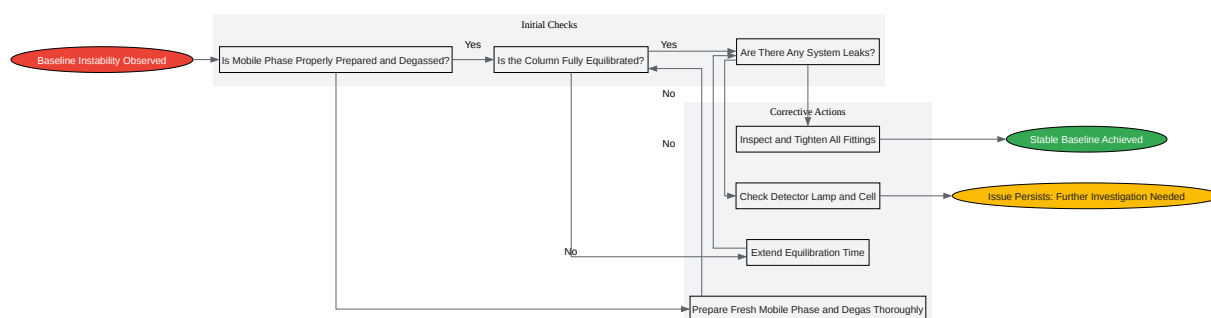 Initial Checks
Baseline Instability Observed
Is Mobile Phase Properly Prepared and Degassed?
Yes
Is the Column Fully Equilibrated?
Yes
Are There Any System Leaks?
No
Corrective Actions
Inspect and Tighten All Fittings
Stable Baseline Achieved
No
Check Detector Lamp and Cell
Issue Persists: Further Investigation Needed
No
Extend Equilibration Time
Prepare Fresh Mobile Phase and Degas Thoroughly